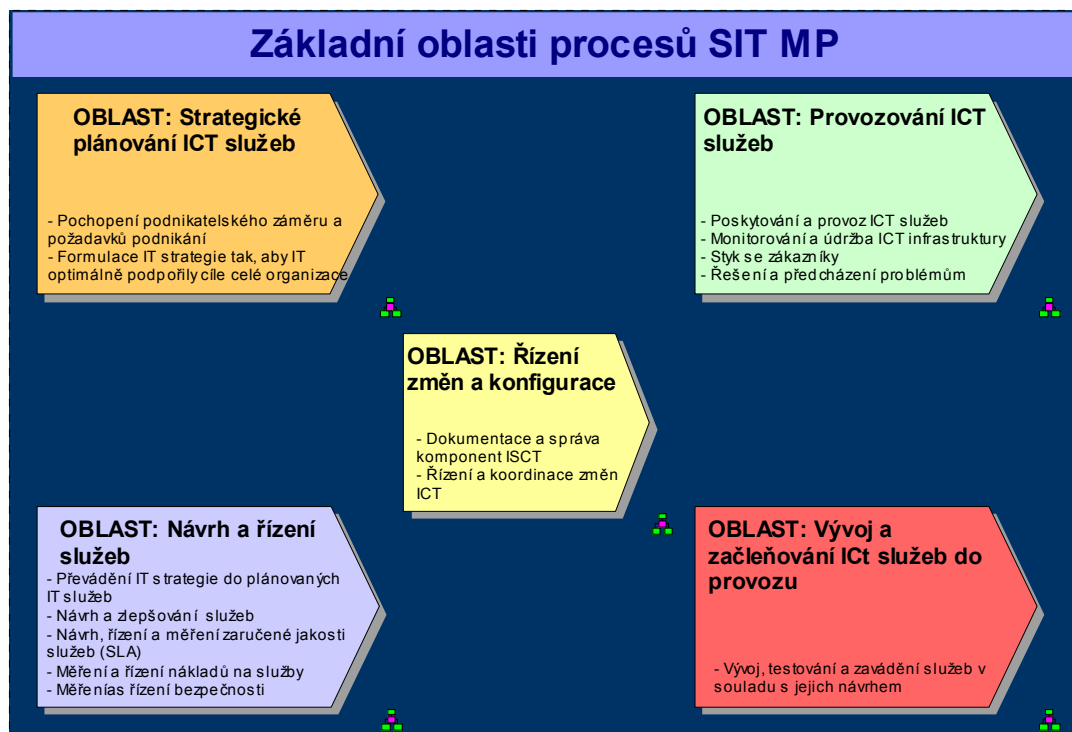 Základní oblasti procesů SIT MP
OBLAST: Strategické
plánování ICT služeb
- Pochopení podnikatelského záměru a
požadavků podnikání
- Formulace IT strategie tak, aby IT
optimálně podpořily cíle celé organizace
OBLAST: Provozování ICT
služeb
- Poskytování a provoz ICT služeb
- Monitorování a údržba ICT infrastruktury
- Styk se zákazníky
- Řešení a předcházení problémům
OBLAST: Řízení
změn a konfigurace
- Dokumentace a správa
komponent ISCT
- Řízení a koordinace změn
ICT
OBLAST: Návrh a řízení
služeb
- Převádění IT strategie do plánovaných
IT služeb
- Návrh a zlepšování služeb
- Návrh, řízení a měření zaručené jakosti
služeb (SLA)
- Měření a řízení nákladů na služby
- Měřenías řízení bezpečnosti
OBLAST: Vývoj a
začleňování ICt služeb do
provozu
- Vývoj, testování a zavádění služeb v
souladu s jejich návrhem